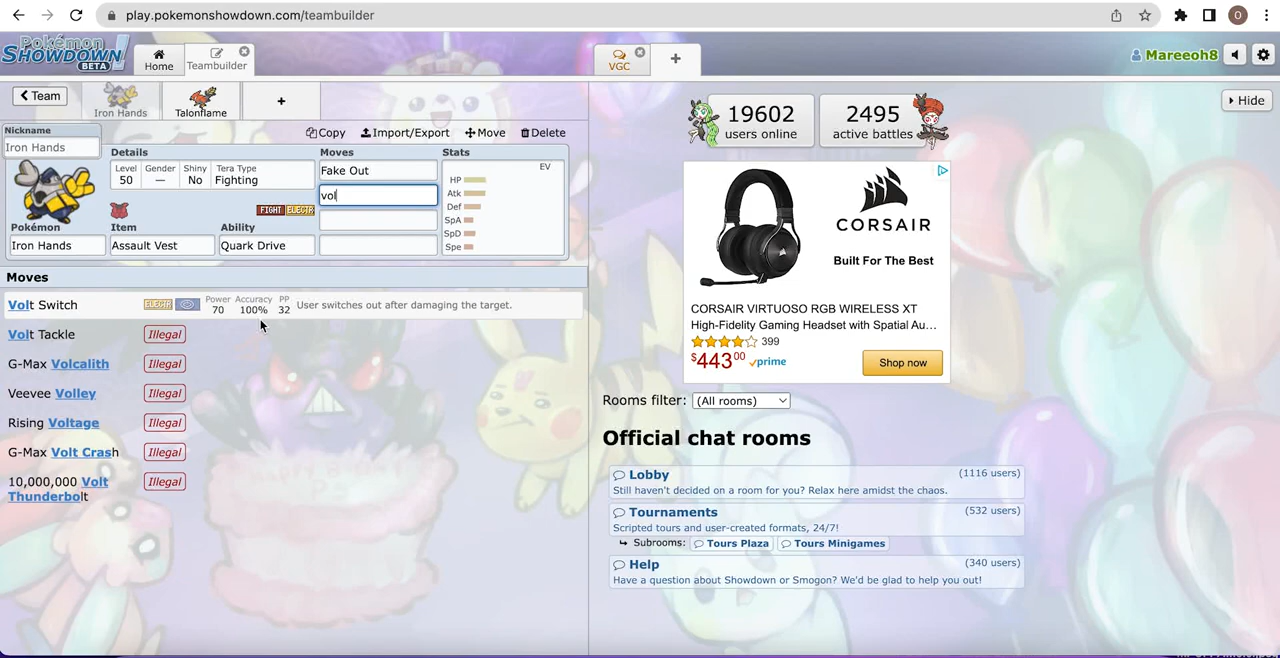 play.pokemonshowdown.com/teambuilder
O
Pokémon
SHOWDOWN!
BETA
Home
Teambuilder
VGC
+
Mareeoh8
Team
Iron Hands
Talonflame
+
Hide
Nickname
Iron Hands
Copy
Import/Export
Move
Delete
Details
Level
50
Gender
—
Shiny
No
Tera Type
Fighting
FIGHT ELECTR
Pokémon
Iron Hands
Item
Assault Vest
Ability
Quark Drive
Moves
Fake Out
vol
Stats
EV
HP
Atk
Def
SpA
SpD
Spe
Moves
Volt Switch ELECTR Power 70 Accuracy 100% PP 32 User switches out after damaging the target.
Volt Tackle Illegal
G-Max Volcalith Illegal
Veevee Volley Illegal
Rising Voltage Illegal
G-Max Volt Crash Illegal
10,000,000 Volt Illegal
Thunderbolt
19602
users online
2495
active battles
CORSAIR
Built For The Best
CORSAIR VIRTUOSO RGB WIRELESS XT
High-Fidelity Gaming Headset with Spatial Au...
399
$443⁰⁰ prime
Shop now
Rooms filter: (All rooms)
Official chat rooms
Lobby (1116 users)
Still haven't decided on a room for you? Relax here amidst the chaos.
Tournaments (532 users)
Scripted tours and user-created formats, 24/7!
↳ Subrooms: Tours Plaza Tours Minigames
Help (340 users)
Have a question about Showdown or Smogon? We'd be glad to help you out!